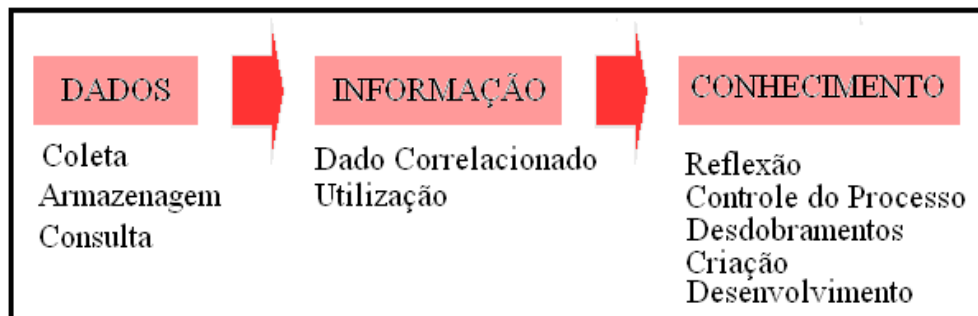 DADOS
Coleta
Armazenagem
Consulta
INFORMAÇÃO
Dado Correlacionado
Utilização
CONHECIMENTO
Reflexão
Controle do Processo
Desdobramentos
Criação
Desenvolvimento